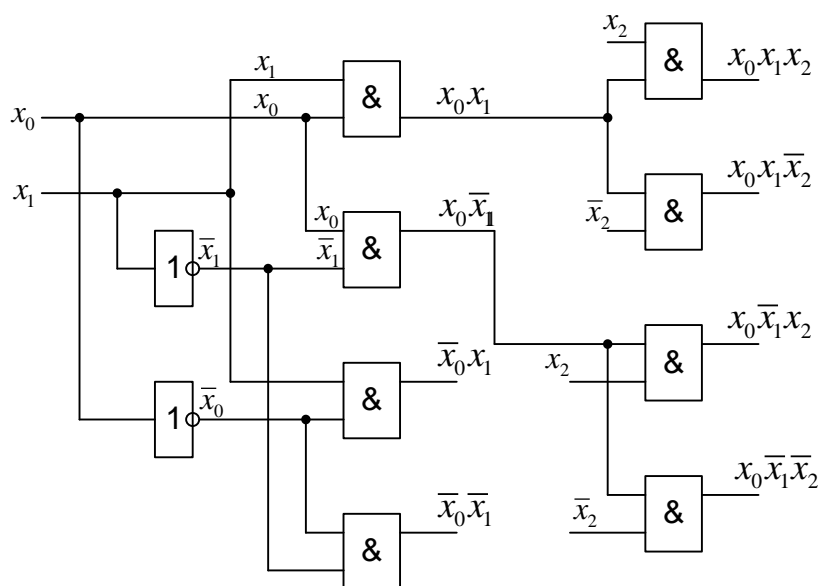 x₂
&
x₀x₁x₂
x₁
x₀
&
x₀x₁
x₀
x₁
&
x₀x₁x̅₂
x̅₂
x₀
x̅₁
&
x₀x̅₁
1
x̅₁
&
x₀x̅₁x₂
x₂
&
x̅₀x₁
1
x̅₀
&
x₀x̅₁x̅₂
x̅₂
&
x̅₀x̅₁